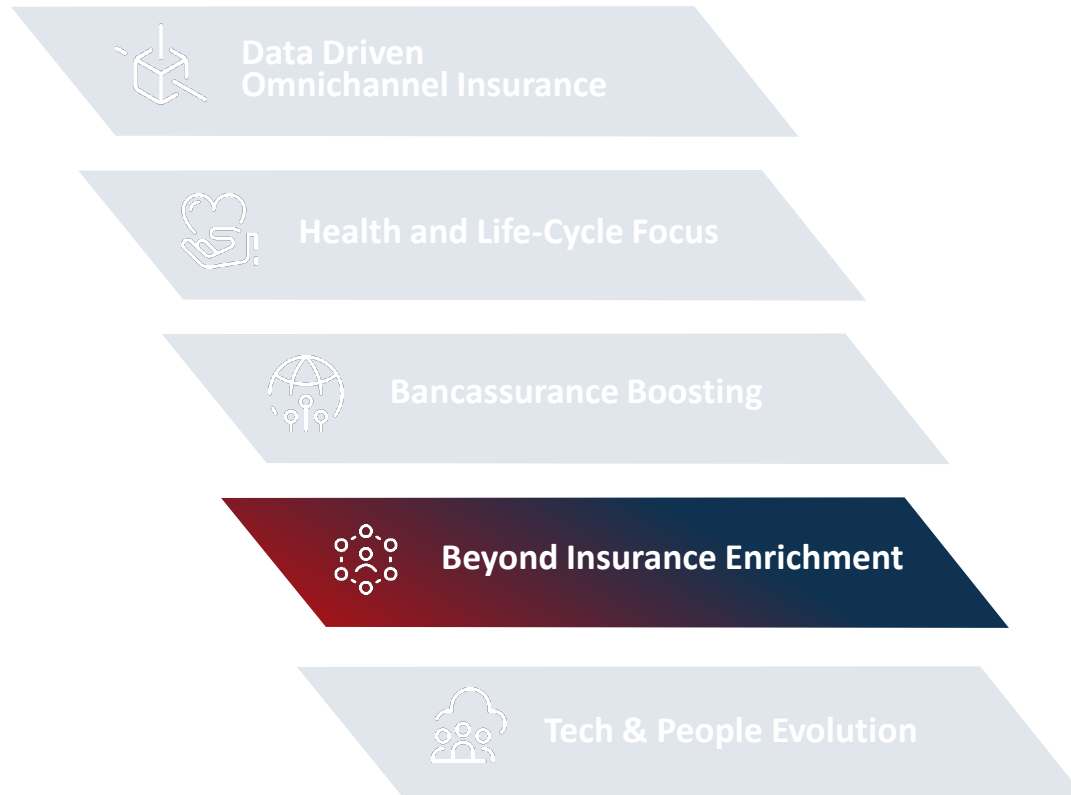 Data Driven
Omnichannel Insurance
Health and Life-Cycle Focus
Bancassurance Boosting
Beyond Insurance Enrichment
Tech & People Evolution